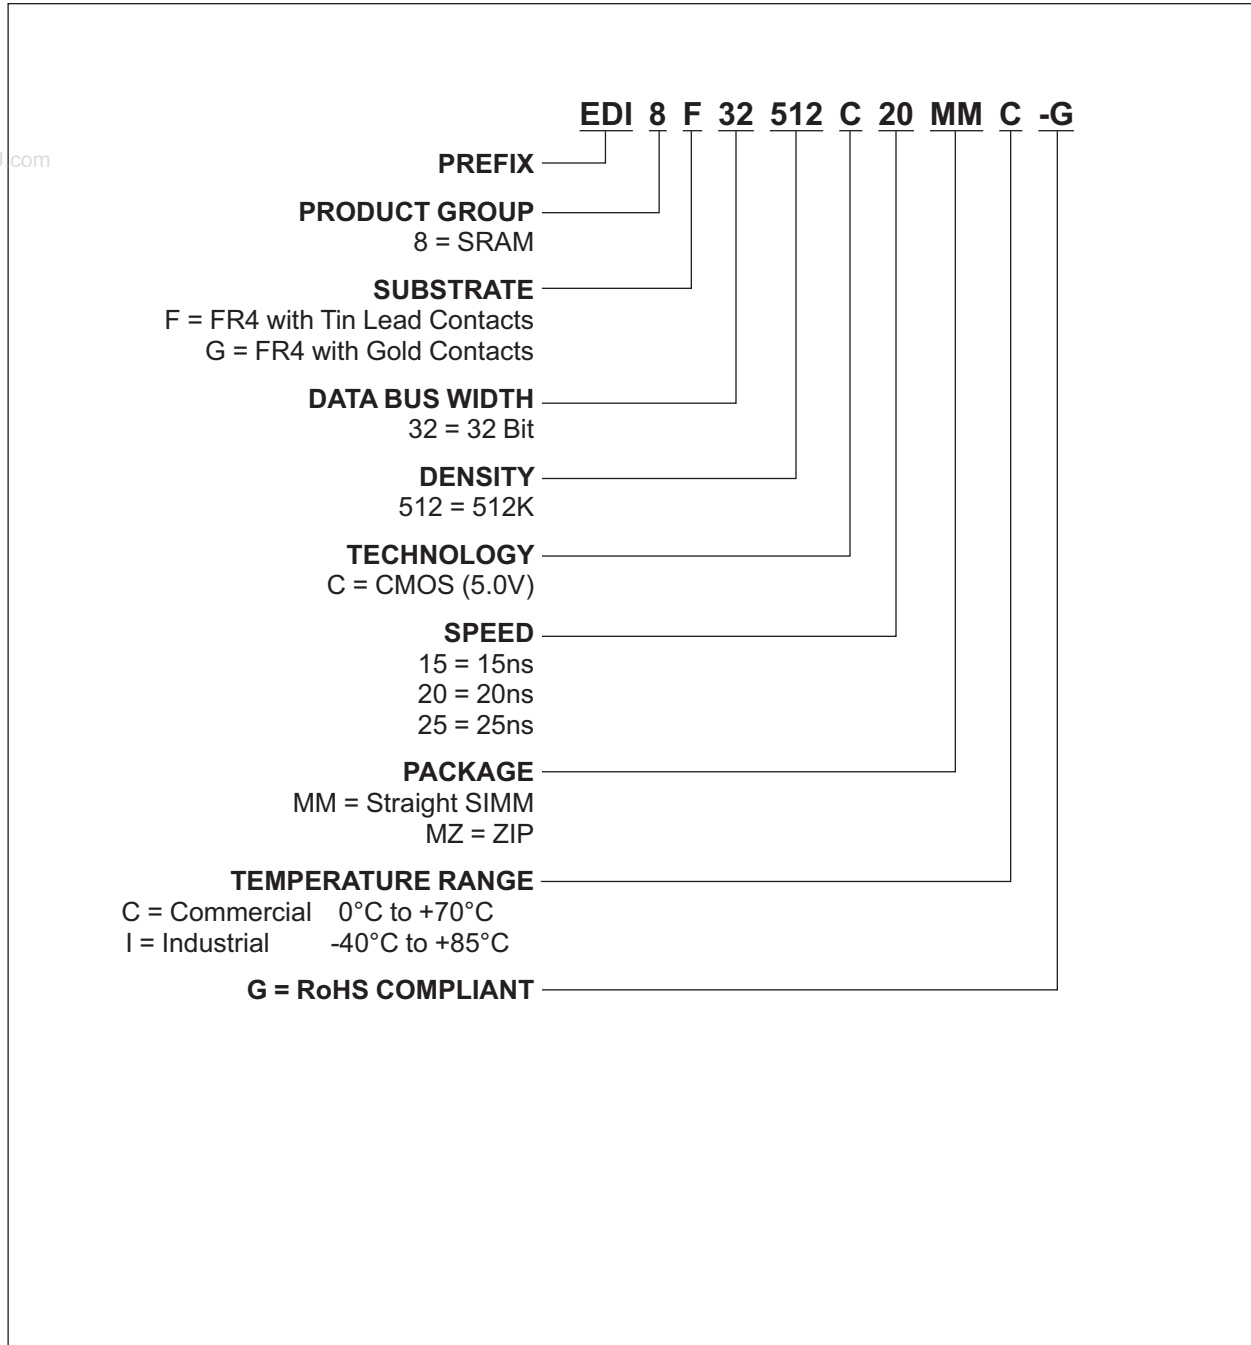 EDI 8 F 32 512 C 20 MM C -G
.com
PREFIX
PRODUCT GROUP
8 = SRAM
SUBSTRATE
F = FR4 with Tin Lead Contacts
G = FR4 with Gold Contacts
DATA BUS WIDTH
32 = 32 Bit
DENSITY
512 = 512K
TECHNOLOGY
C = CMOS (5.0V)
SPEED
15 = 15ns
20 = 20ns
25 = 25ns
PACKAGE
MM = Straight SIMM
MZ = ZIP
TEMPERATURE RANGE
C = Commercial 0°C to +70°C
I = Industrial -40°C to +85°C
G = RoHS COMPLIANT